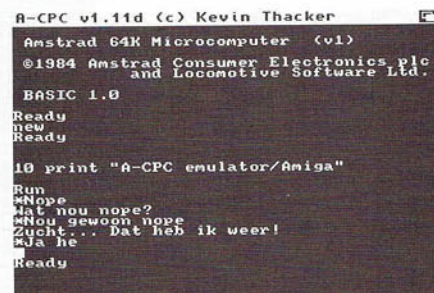 A-CPC v1.11d (c) Kevin Thacker
Amstrad 64K Microcomputer (v1)
©1984 Amstrad Consumer Electronics plc
and Locomotive Software Ltd.
BASIC 1.0
Ready
new
Ready
10 print "A-CPC emulator/Amiga"
Run
*Nope
Wat nou nope?
*Nou gewoon nope
Zucht... Dat heb ik weer!
*Ja he
Ready